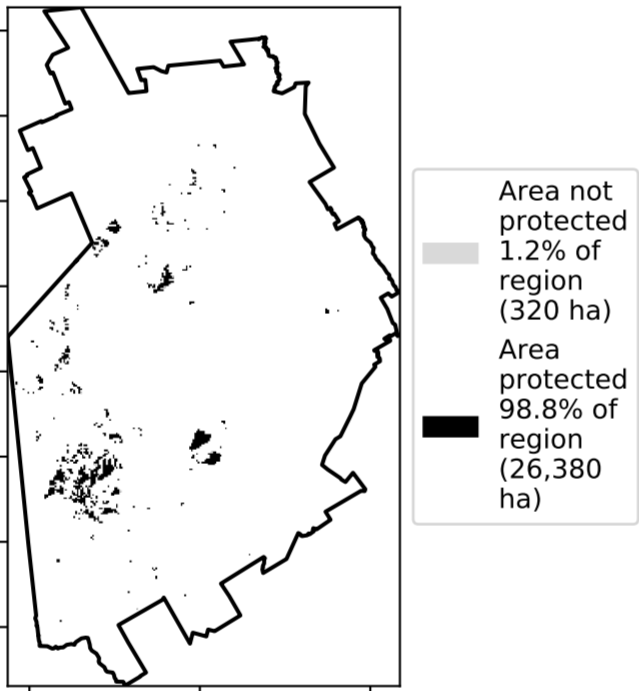 Area not
protected
1.2% of
region
(320 ha)
Area
protected
98.8% of
region
(26,380
ha)